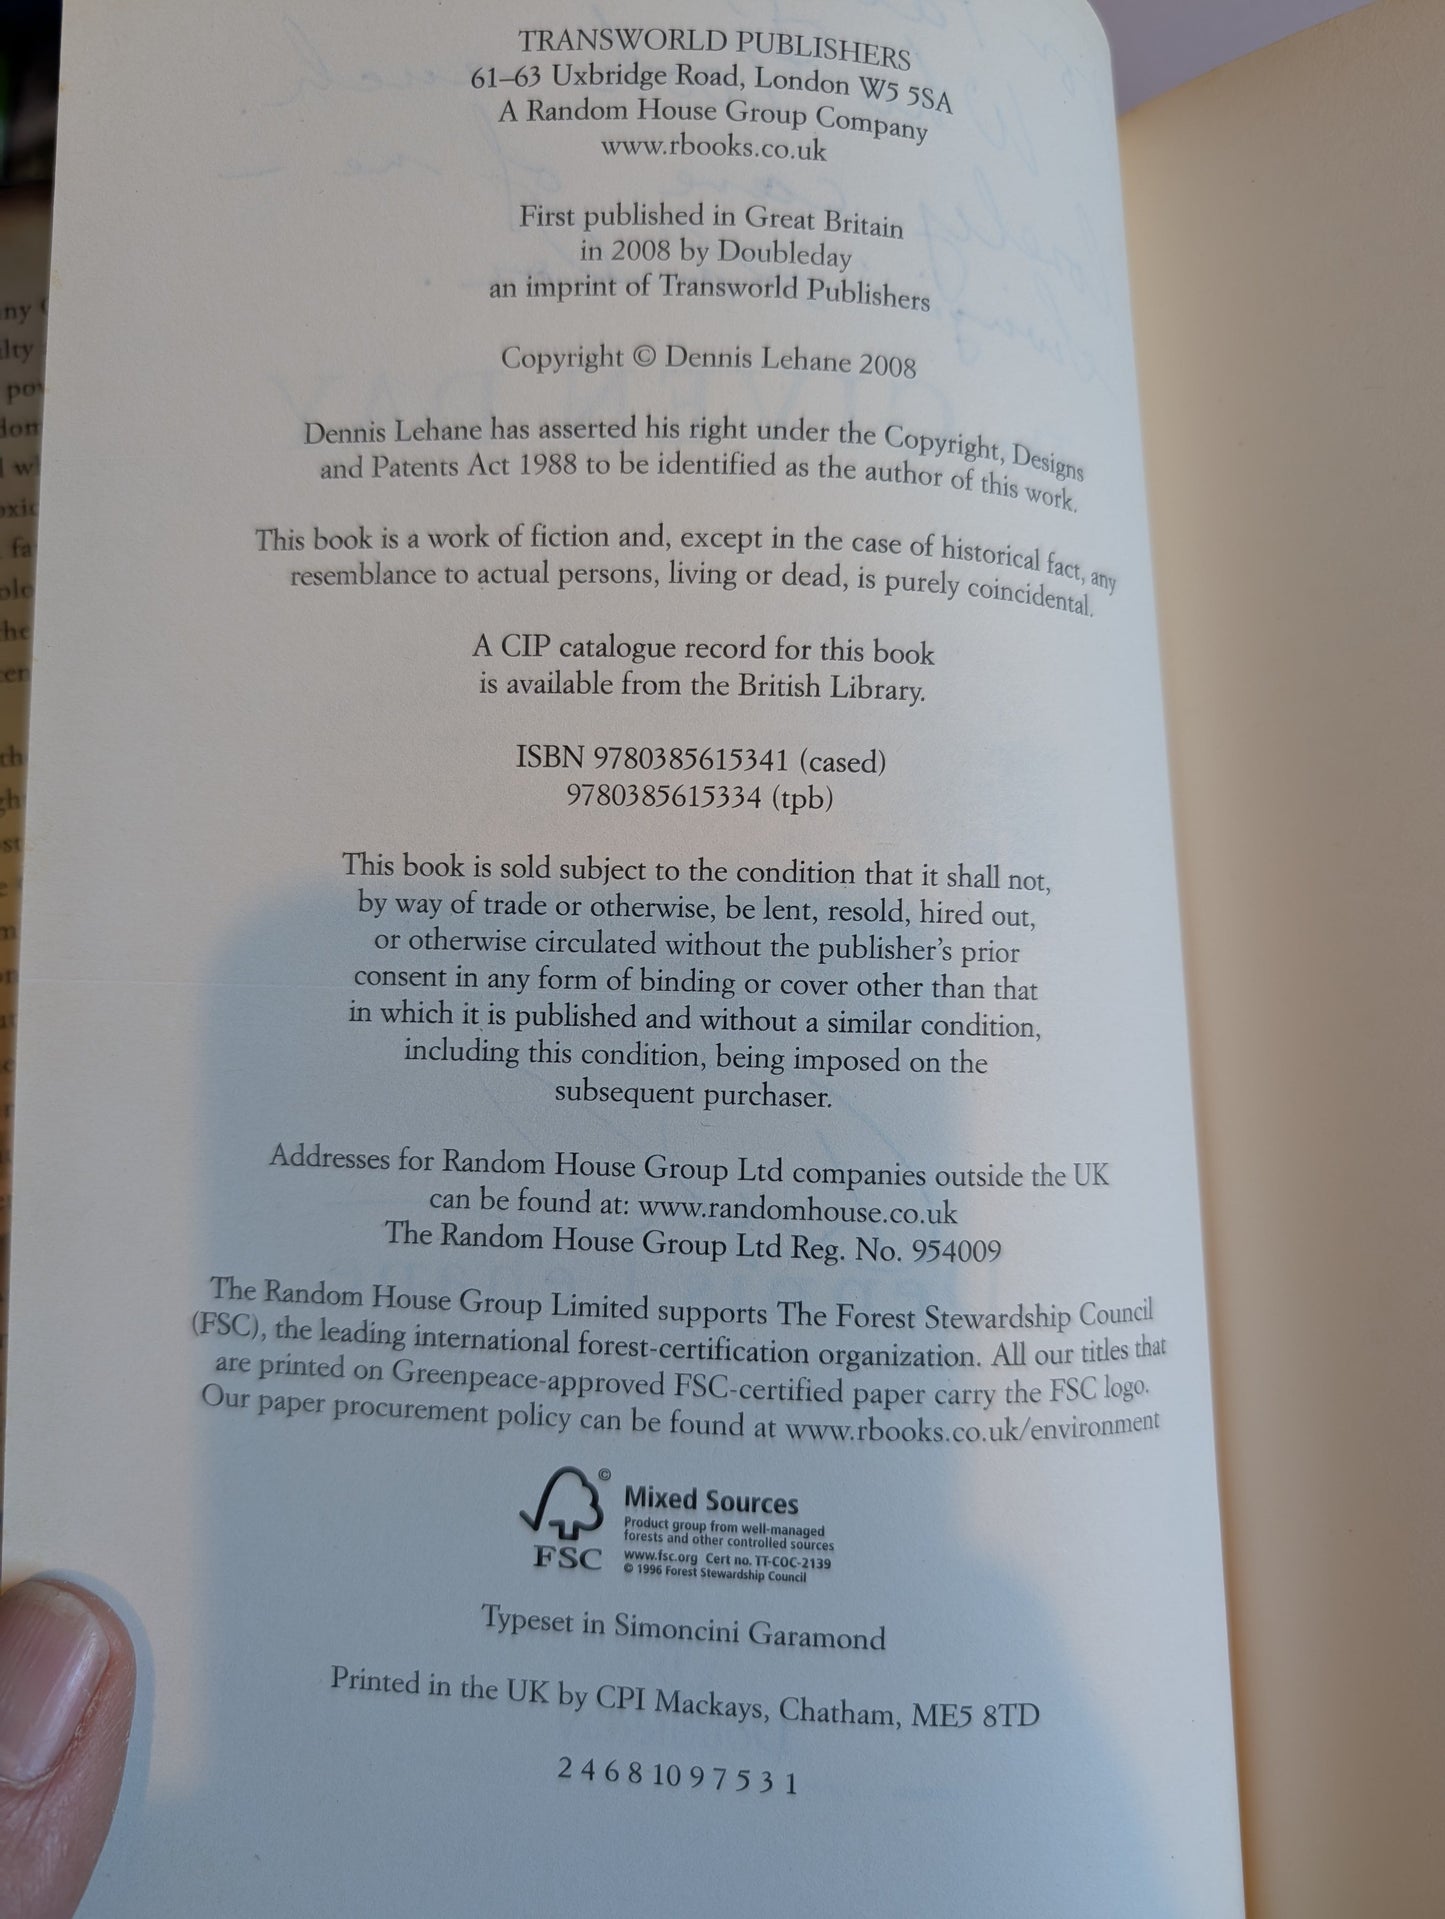 TRANSWORLD PUBLISHERS
61–63 Uxbridge Road, London W5 5SA
A Random House Group Company
www.rbooks.co.uk
First published in Great Britain
in 2008 by Doubleday
an imprint of Transworld Publishers
Copyright © Dennis Lehane 2008
Dennis Lehane has asserted his right under the Copyright, Designs
and Patents Act 1988 to be identified as the author of this work.
This book is a work of fiction and, except in the case of historical fact, any
resemblance to actual persons, living or dead, is purely coincidental.
A CIP catalogue record for this book
is available from the British Library.
ISBN 9780385615341 (cased)
9780385615334 (tpb)
This book is sold subject to the condition that it shall not,
by way of trade or otherwise, be lent, resold, hired out,
or otherwise circulated without the publisher's prior
consent in any form of binding or cover other than that
in which it is published and without a similar condition,
including this condition, being imposed on the
subsequent purchaser.
Addresses for Random House Group Ltd companies outside the UK
can be found at: www.randomhouse.co.uk
The Random House Group Ltd Reg. No. 954009
The Random House Group Limited supports The Forest Stewardship Council
(FSC), the leading international forest-certification organization. All our titles that
are printed on Greenpeace-approved FSC-certified paper carry the FSC logo.
Our paper procurement policy can be found at www.rbooks.co.uk/environment
©
FSC
Mixed Sources
Product group from well-managed
forests and other controlled sources
www.fsc.org Cert no. TT-COC-2139
© 1996 Forest Stewardship Council
Typeset in Simoncini Garamond
Printed in the UK by CPI Mackays, Chatham, ME5 8TD
2 4 6 8 10 9 7 5 3 1